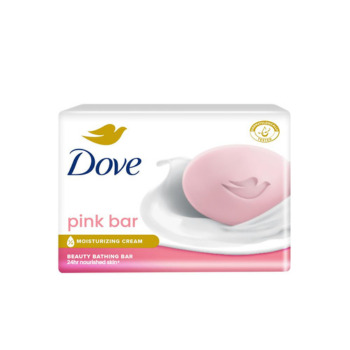 Dove
pink bar
MOISTURIZING CREAM
BEAUTY BATHING BAR
24hr nourished skin+